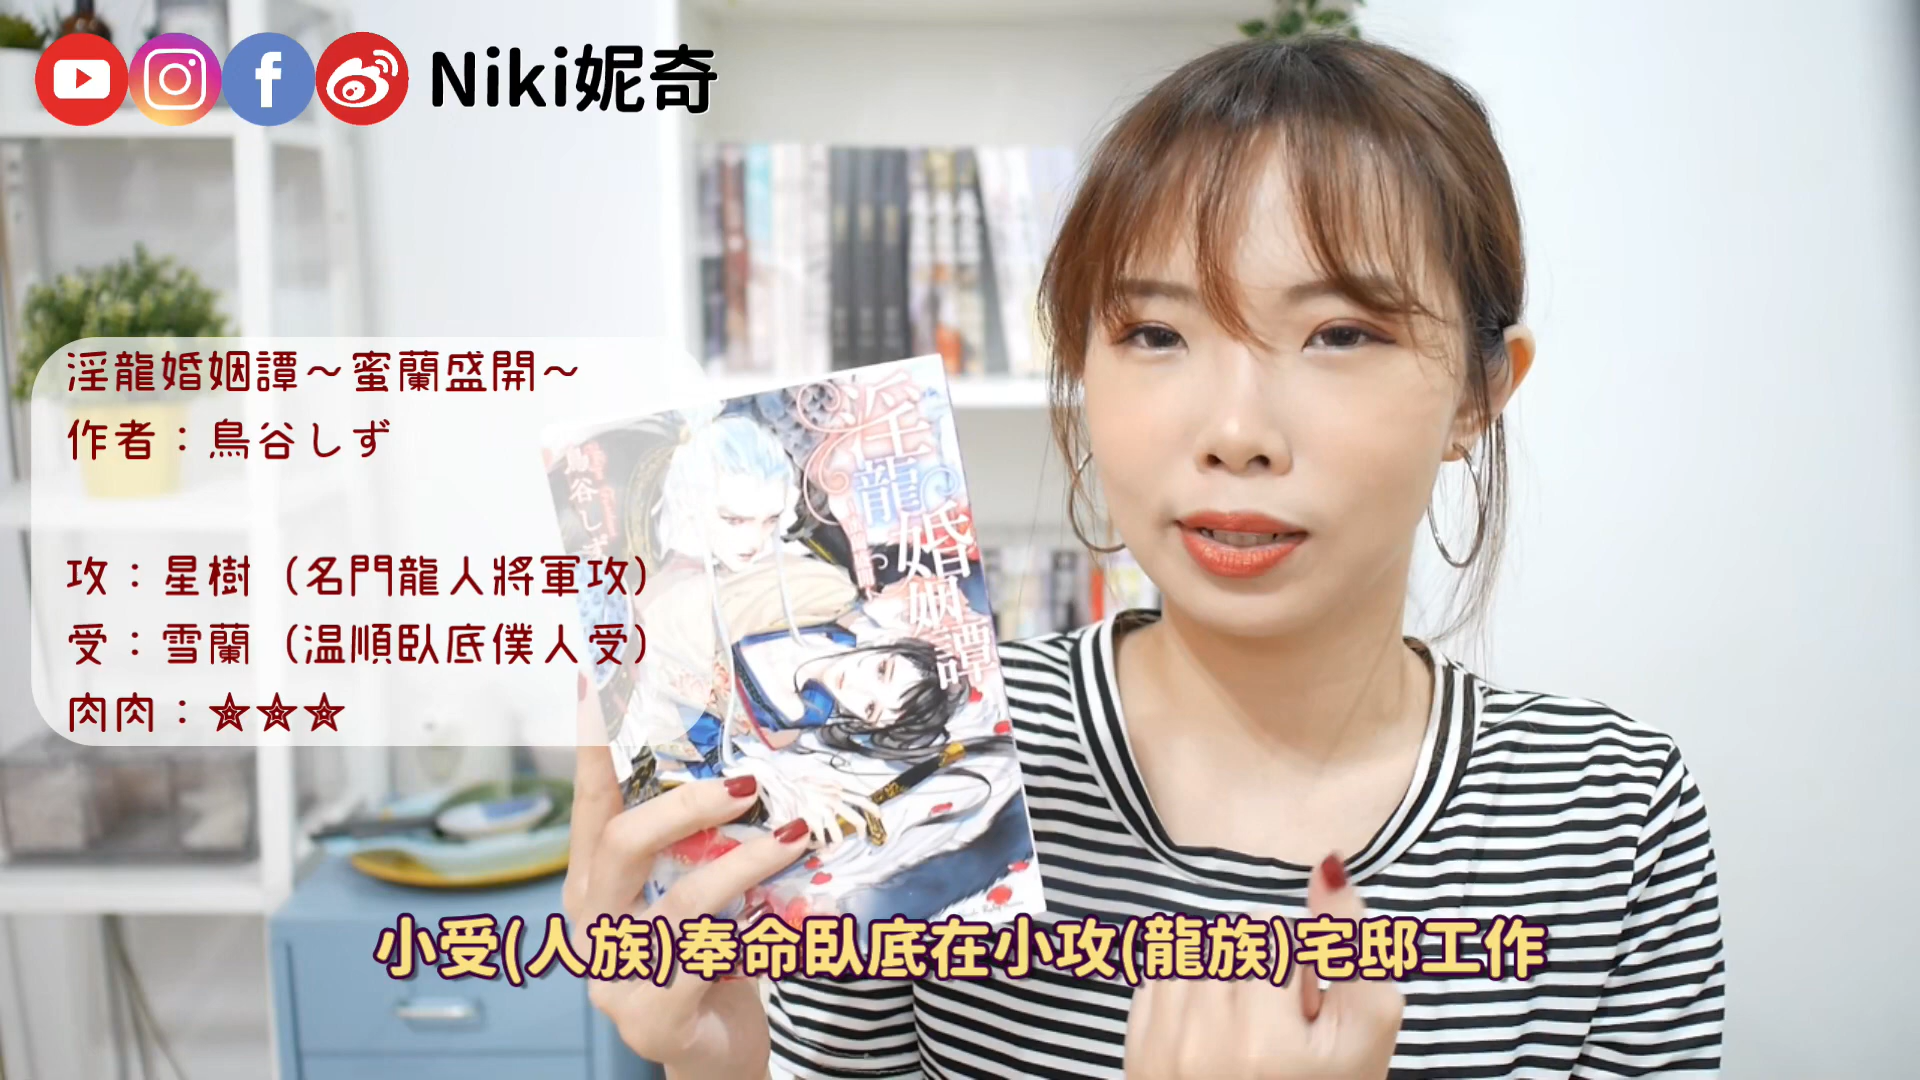 Niki妮奇
淫龍婚姻譚～蜜蘭盛開～
作者：鳥谷しず
攻：星樹（名門龍人將軍攻）
受：雪蘭（温順臥底僕人受）
肉肉：☆☆☆
淫龍婚姻譚
鳥谷しず
小受(人族)奉命臥底在小攻(龍族)宅邸工作